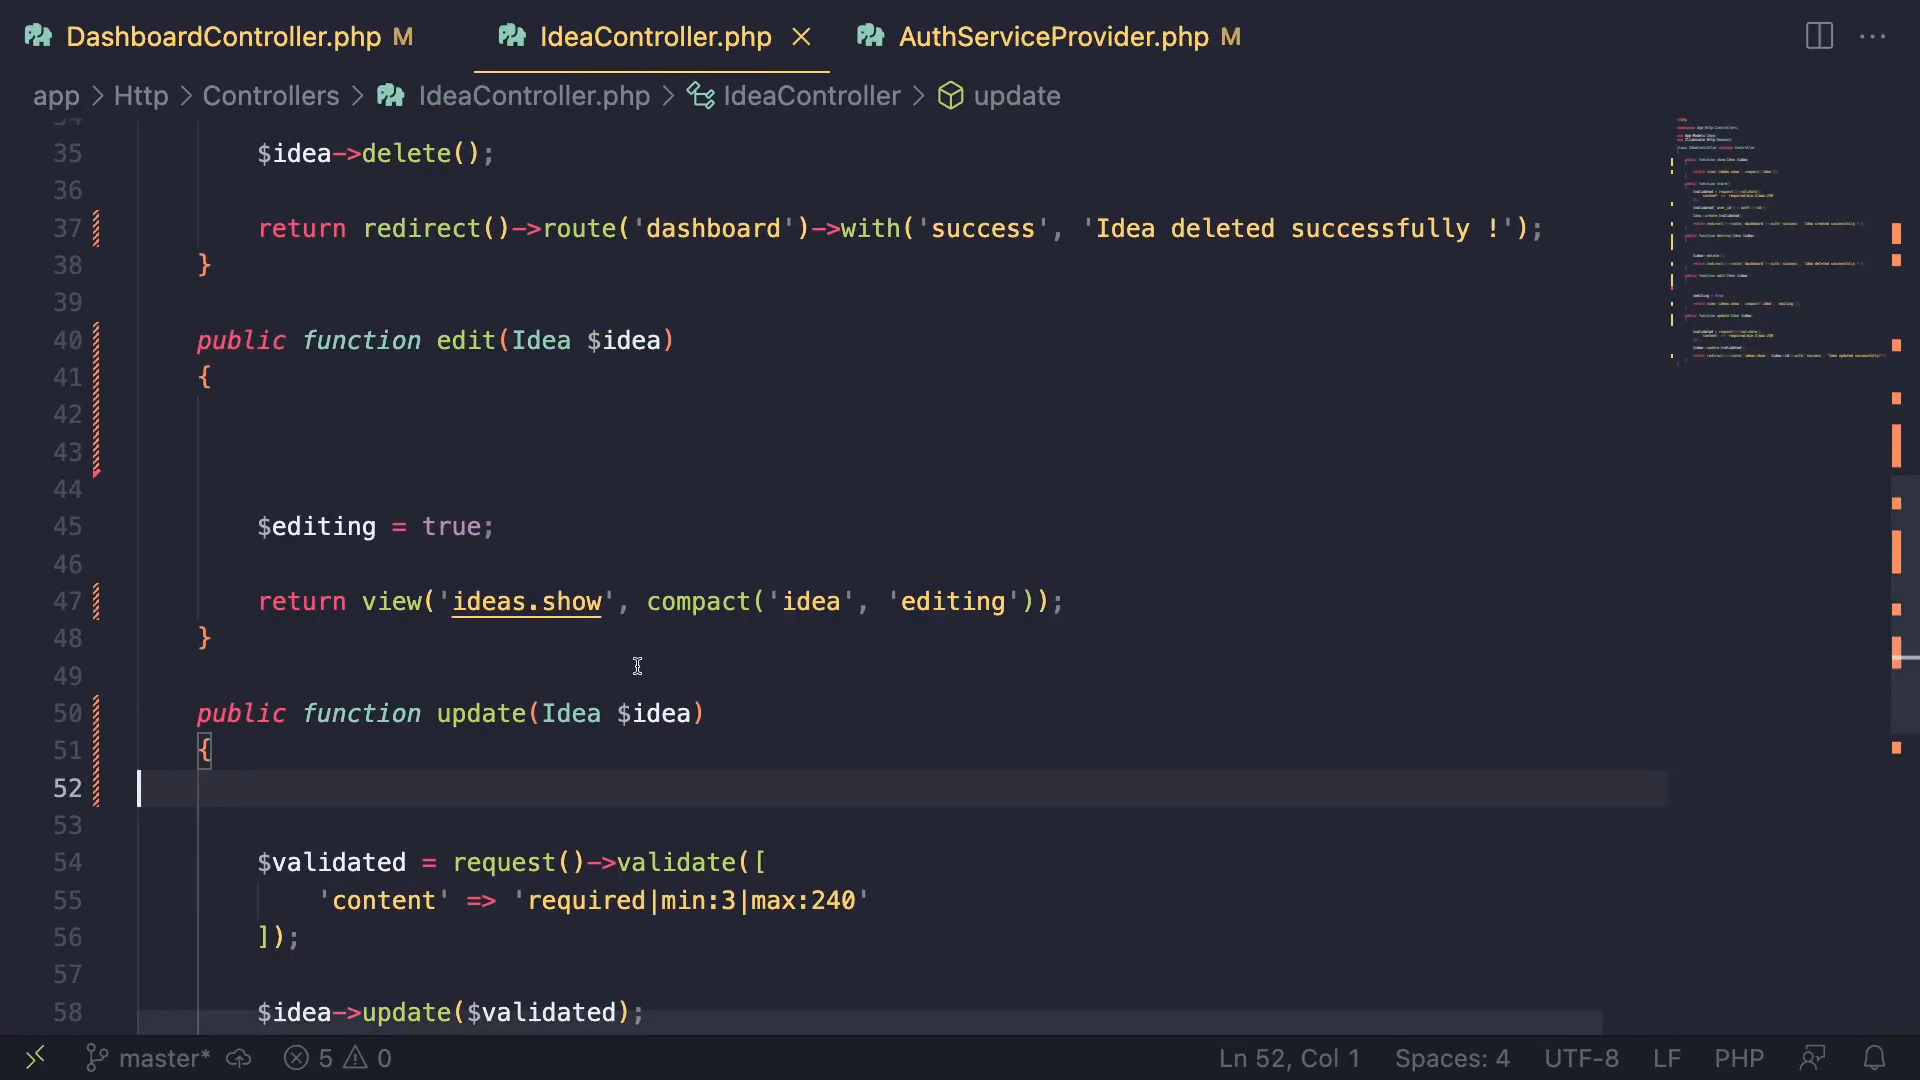 DashboardController.php M IdeaController.php AuthServiceProvider.php M
app > Http > Controllers > IdeaController.php > IdeaController > update
35 $idea->delete();
36
37 return redirect()->route('dashboard')->with('success', 'Idea deleted successfully !');
38 }
39
40 public function edit(Idea $idea)
41 {
42
43
44
45 $editing = true;
46
47 return view('ideas.show', compact('idea', 'editing'));
48 }
49
50 public function update(Idea $idea)
51 {
52
53
54 $validated = request()->validate([
55 'content' => 'required|min:3|max:240'
56 ]);
57
58 $idea->update($validated);
master* 5 0 Ln 52, Col 1 Spaces: 4 UTF-8 LF PHP